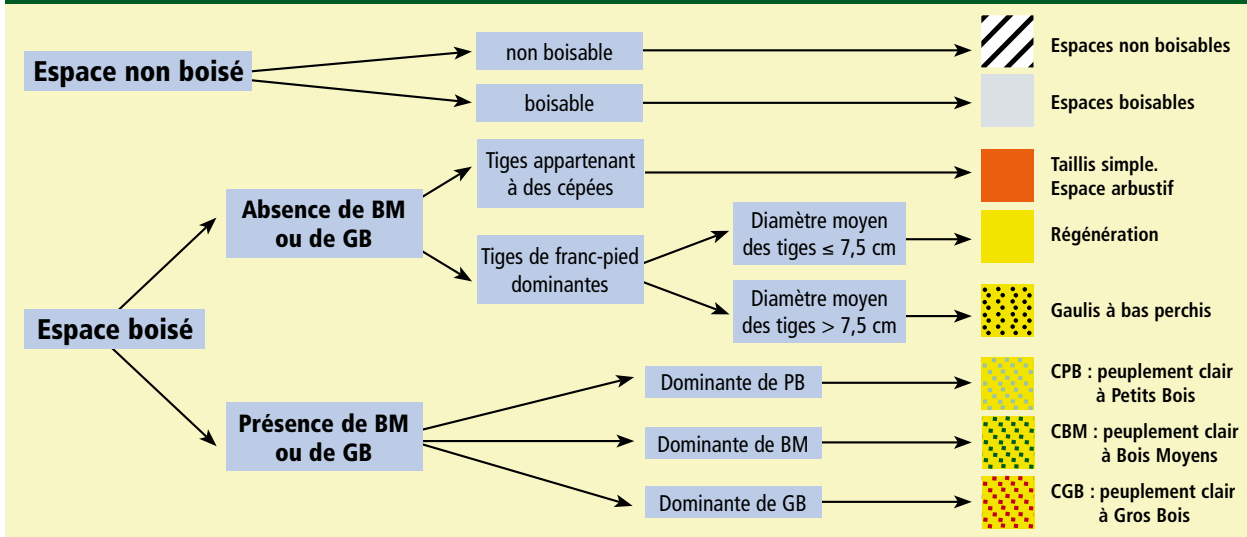 Espace non boisé
non boisable
Espaces non boisables
boisable
Espaces boisables
Espace boisé
Absence de BM
ou de GB
Tiges appartenant
à des cépées
Taillis simple.
Espace arbustif
Tiges de franc-pied
dominantes
Diamètre moyen
des tiges ≤ 7,5 cm
Régénération
Diamètre moyen
des tiges > 7,5 cm
Gaulis à bas perchis
Présence de BM
ou de GB
Dominante de PB
CPB : peuplement clair
à Petits Bois
Dominante de BM
CBM : peuplement clair
à Bois Moyens
Dominante de GB
CGB : peuplement clair
à Gros Bois